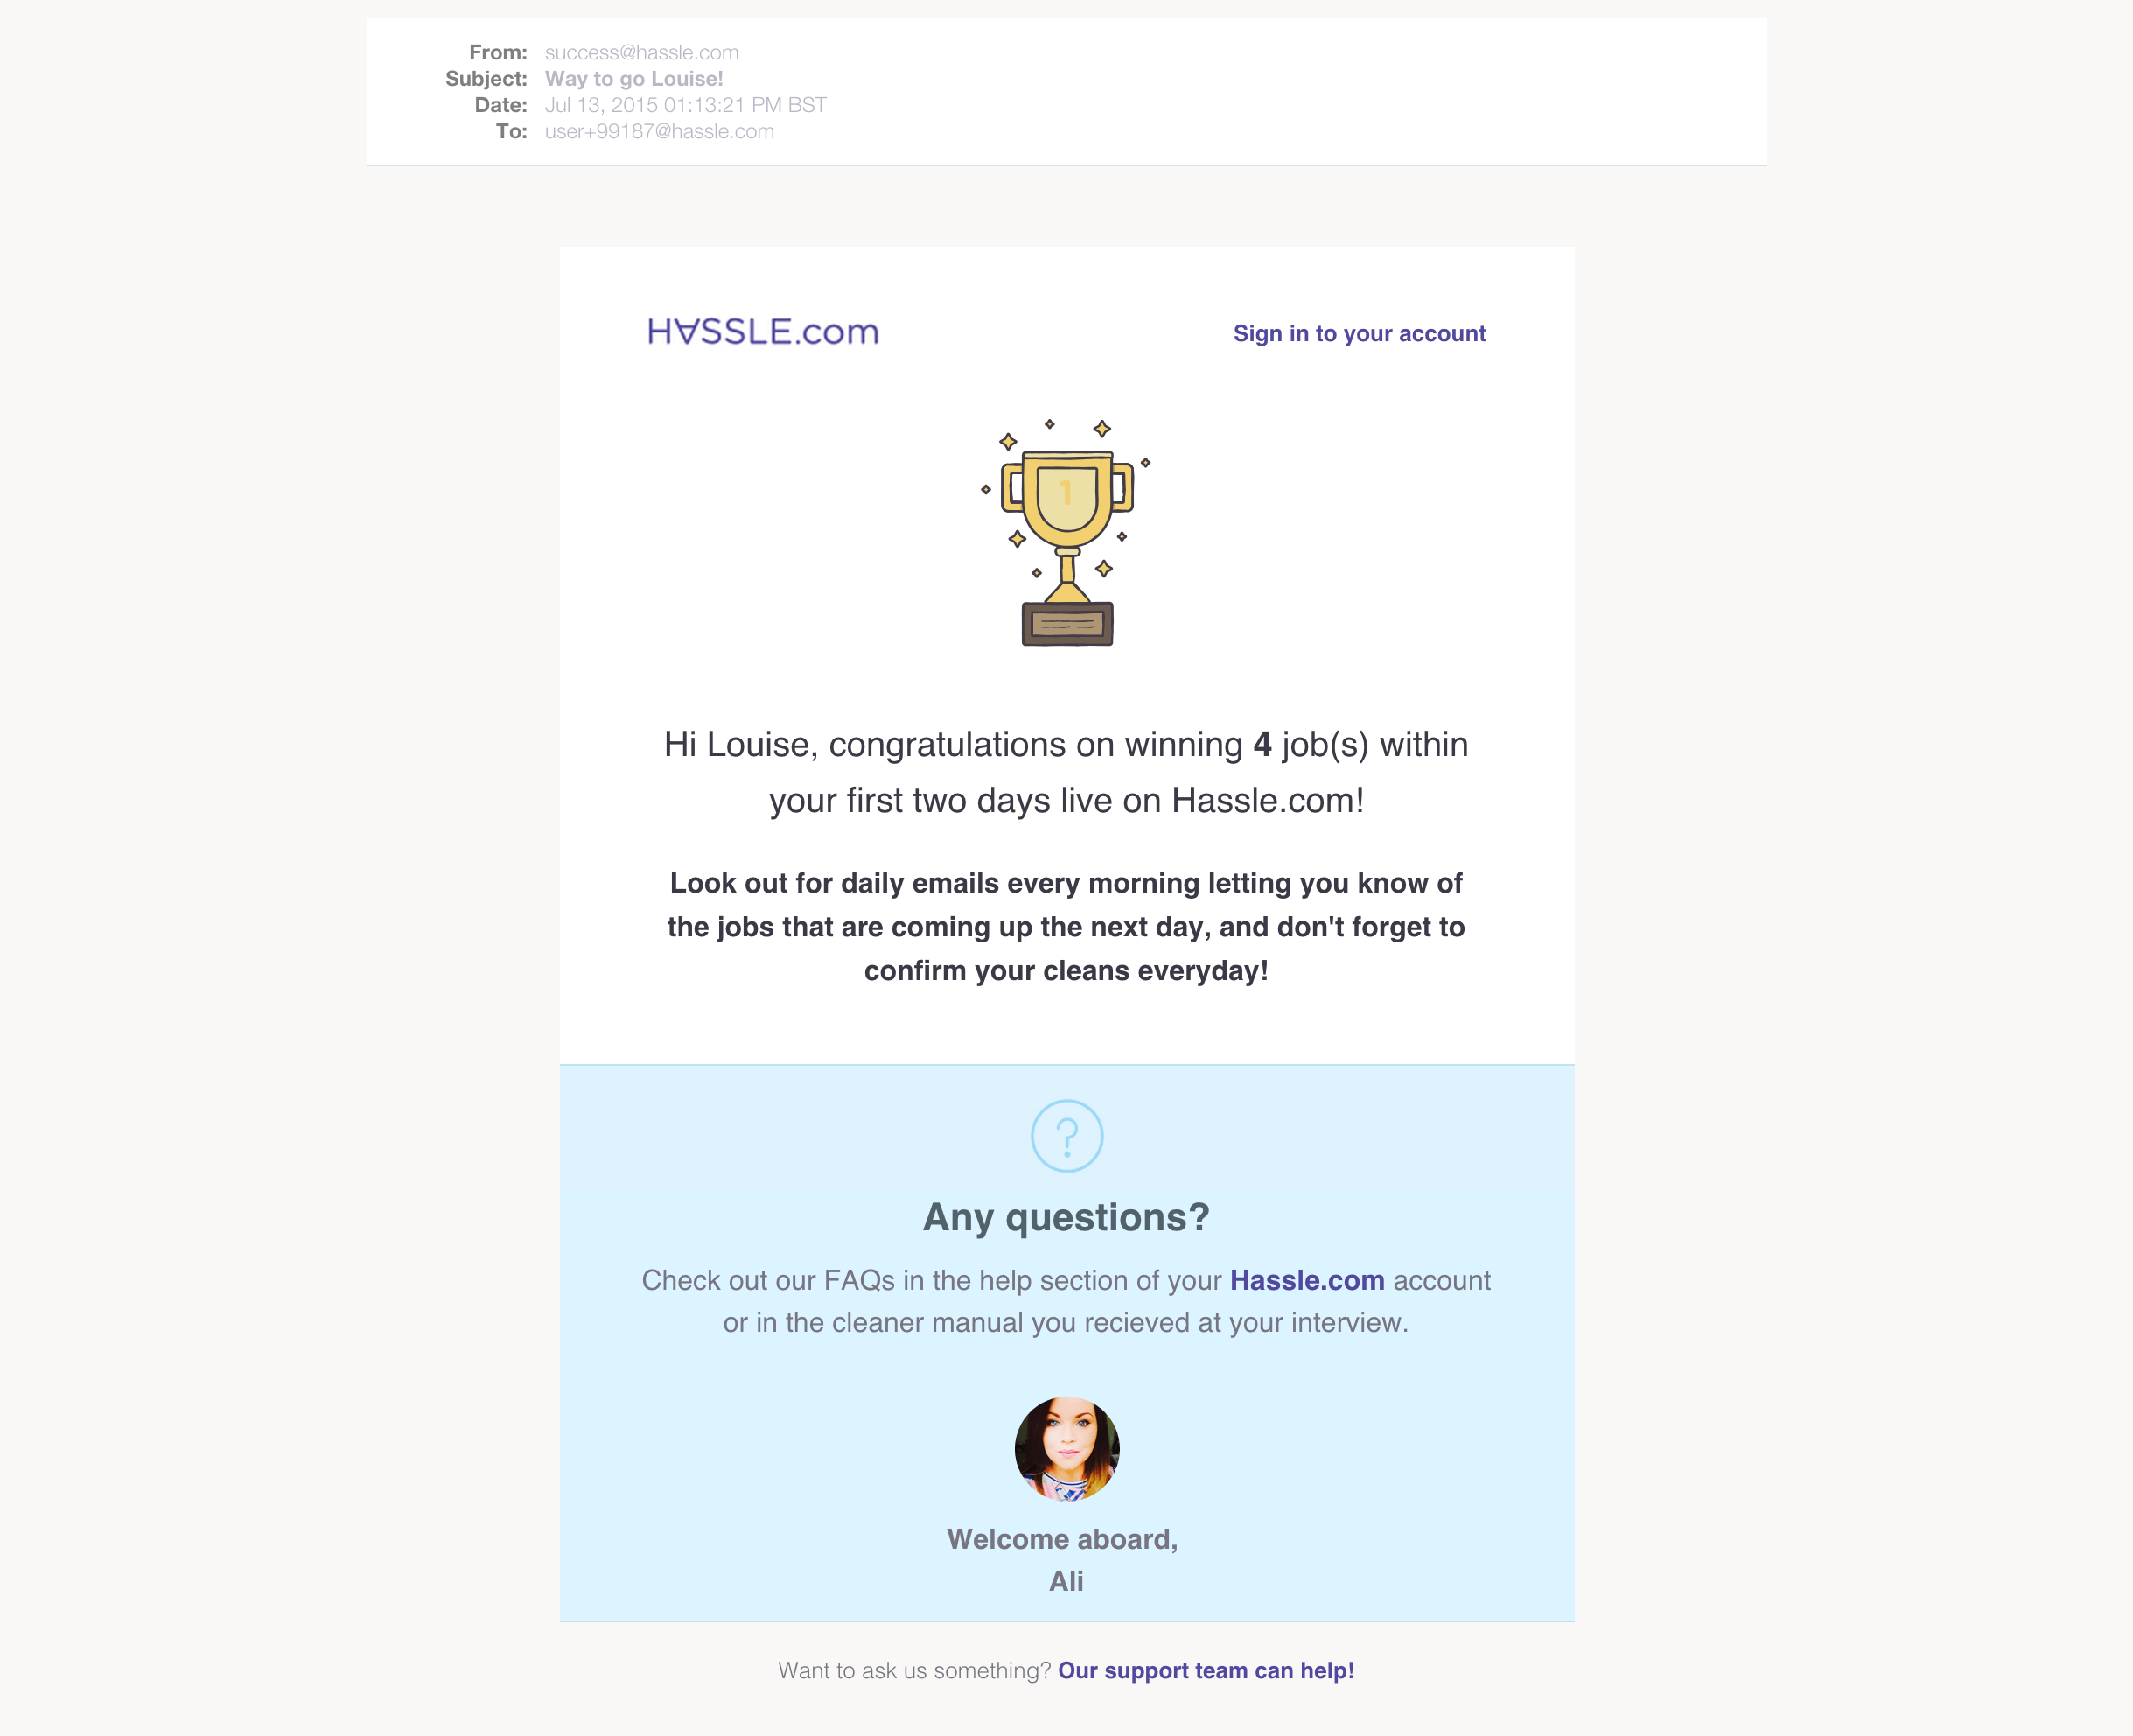 From: success@hassle.com
Subject: Way to go Louise!
Date: Jul 13, 2015 01:13:21 PM BST
To: user+99187@hassle.com
HASSLE.com
Sign in to your account
1
Hi Louise, congratulations on winning 4 job(s) within
your first two days live on Hassle.com!
Look out for daily emails every morning letting you know of
the jobs that are coming up the next day, and don't forget to
confirm your cleans everyday!
?
Any questions?
Check out our FAQs in the help section of your Hassle.com account
or in the cleaner manual you recieved at your interview.
Welcome aboard,
Ali
Want to ask us something? Our support team can help!